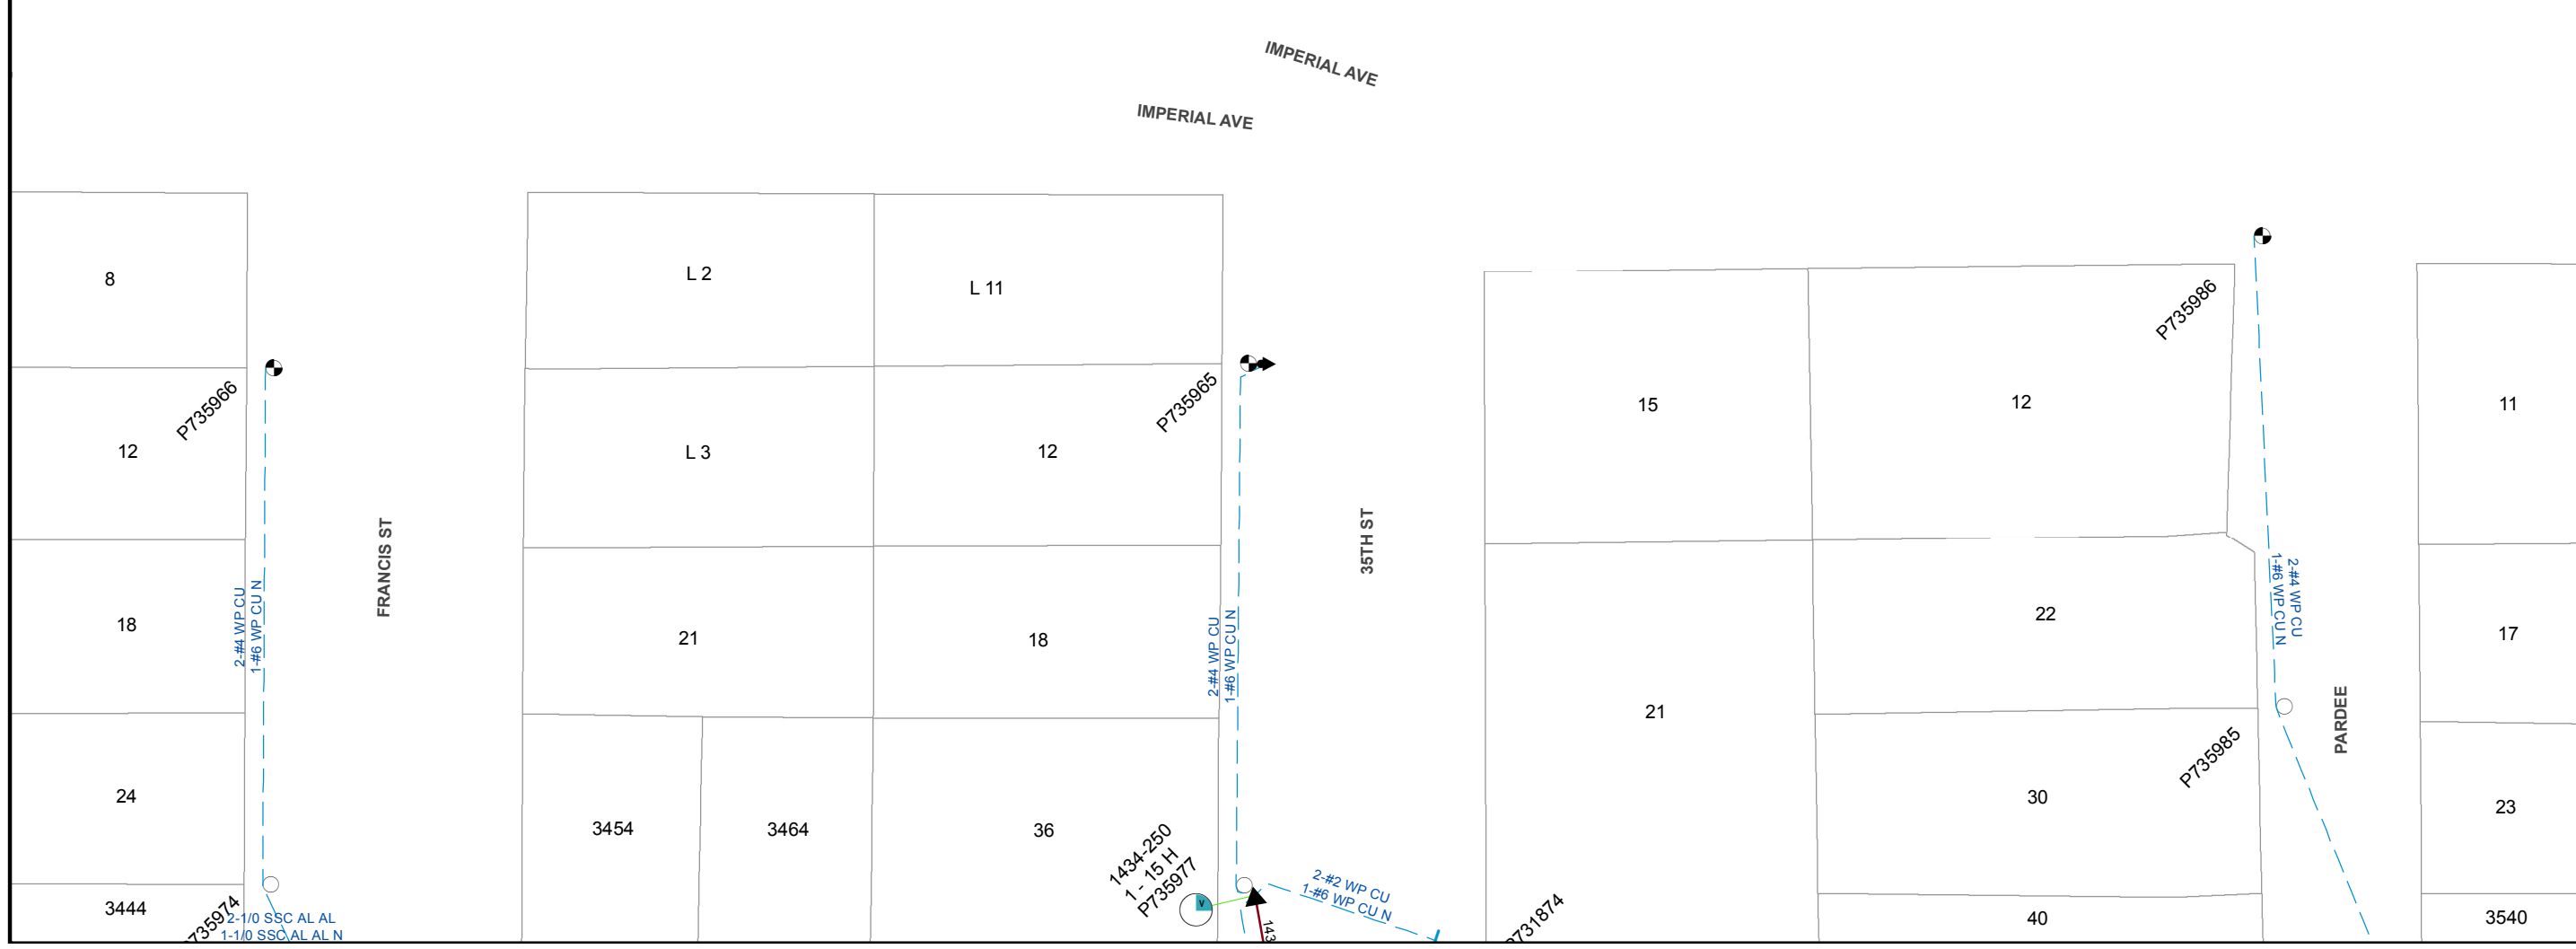 IMPERIAL AVE
IMPERIAL AVE
8
L 2
L 11
P735986
P735966
P735965
15
12
11
12
L 3
12
FRANCIS ST
35TH ST
2-#4 WP CU
1-#6 WP CU N
2-#4 WP CU
1-#6 WP CU N
2-#4 WP CU
1-#6 WP CU N
18
21
18
22
17
21
PARDEE
P735985
24
3454
3464
36
30
23
1434-250
1 - 15 H
P735977
V
2-#2 WP CU
1-#6 WP CU N
3444
735974
2-1/0 SSC AL AL
1-1/0 SSC AL AL N
143
P731874
40
3540